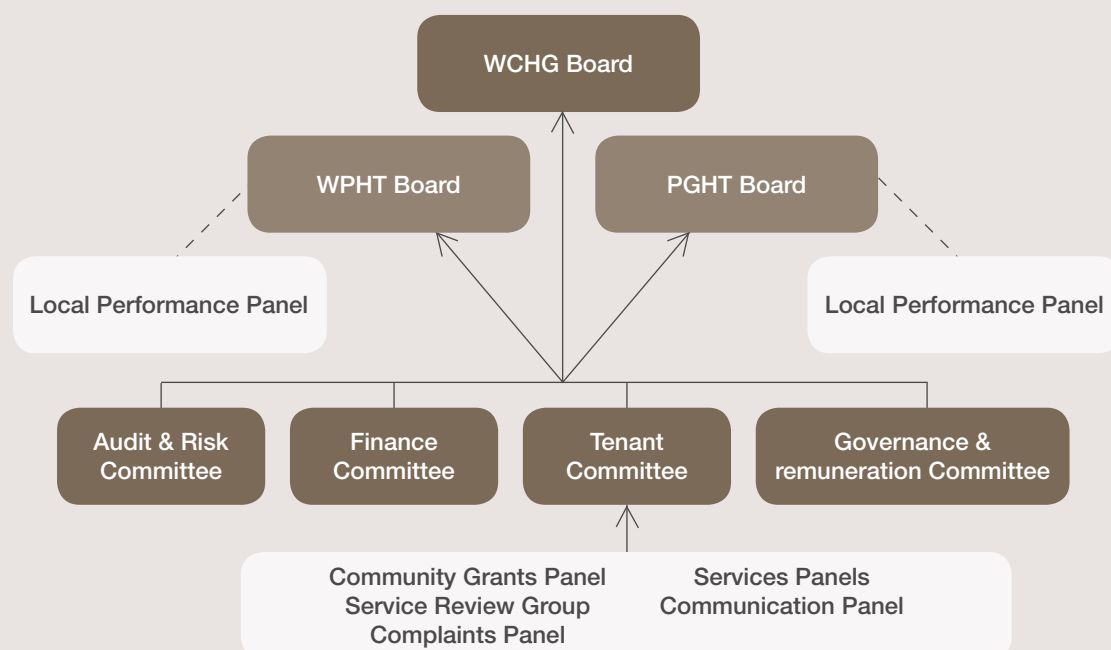 WCHG Board
WPHT Board
PGHT Board
Local Performance Panel
Local Performance Panel
Audit & Risk
Committee
Finance
Committee
Tenant
Committee
Governance &
remuneration Committee
Community Grants Panel
Service Review Group
Complaints Panel
Services Panels
Communication Panel